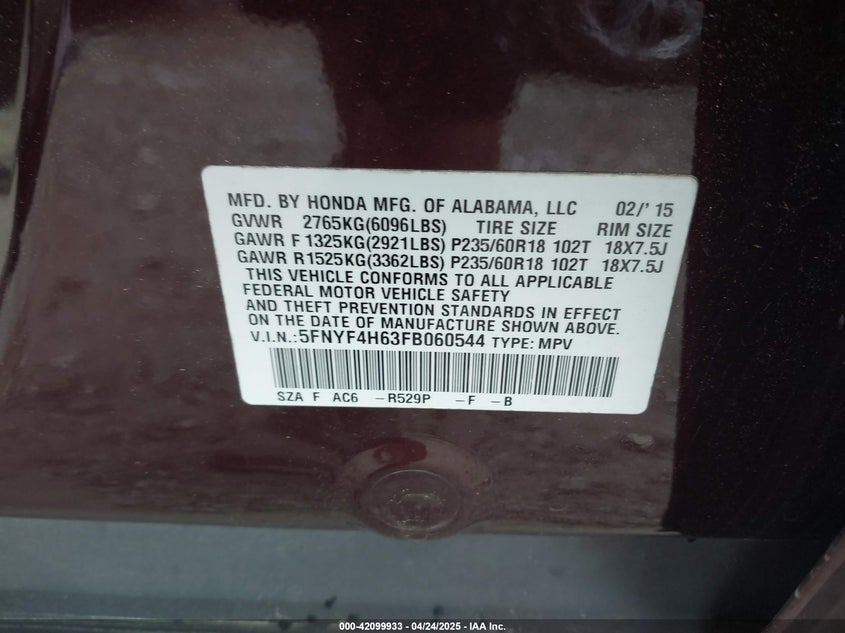 MFD. BY HONDA MFG. OF ALABAMA, LLC 02/' 15
GVWR 2765KG(6096LBS) TIRE SIZE RIM SIZE
GAWR F 1325KG(2921LBS) P235/60R18 102T 18X7.5J
GAWR R1525KG(3362LBS) P235/60R18 102T 18X7.5J
THIS VEHICLE CONFORMS TO ALL APPLICABLE
FEDERAL MOTOR VEHICLE SAFETY
AND THEFT PREVENTION STANDARDS IN EFFECT
ON THE DATE OF MANUFACTURE SHOWN ABOVE.
V.I.N.:5FNYF4H63FB060544 TYPE: MPV
SZA F AC6 -R529P -F -B
000-42099933 - 04/24/2025 - IAA Inc.